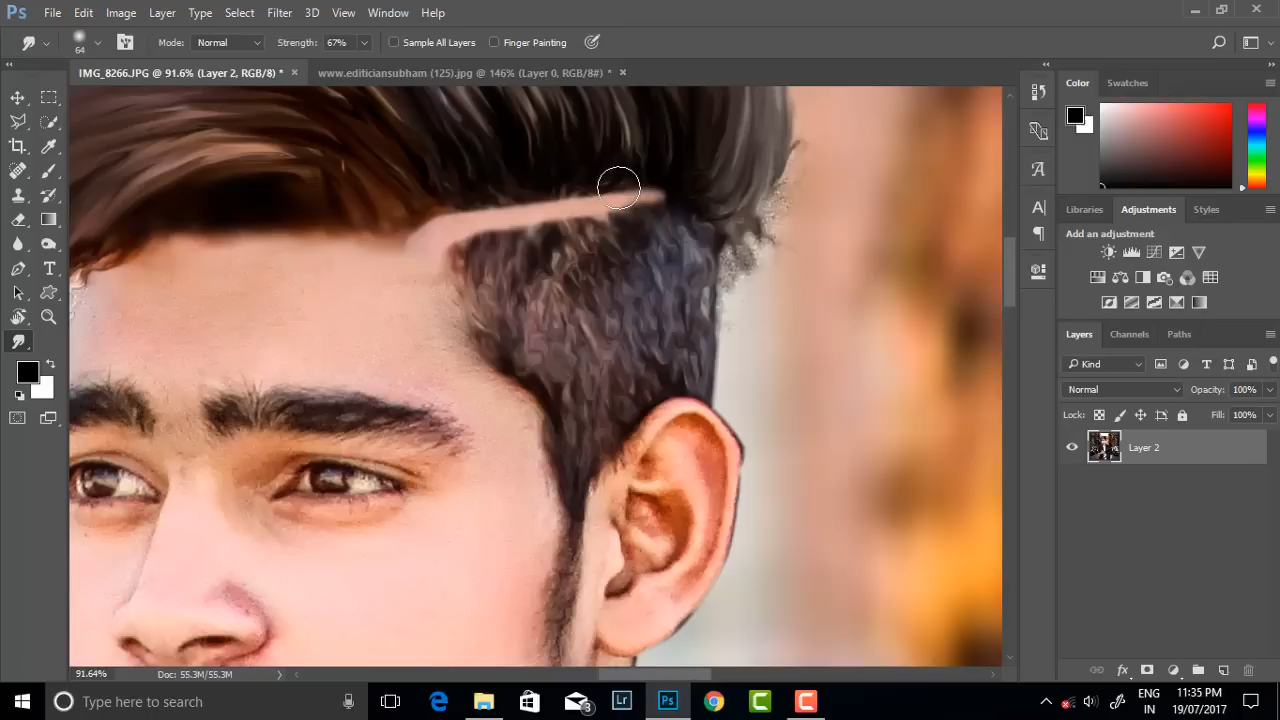 Ps File Edit Image Layer Type Select Filter 3D View Window Help
64 Mode: Normal Strength: 67% Sample All Layers Finger Painting
IMG_8266.JPG @ 91.6% (Layer 2, RGB/8) * × www.editiciansubham (125).jpg @ 146% (Layer 0, RGB/8#) * ×
Color Swatches
Libraries Adjustments Styles
Add an adjustment
Layers Channels Paths
Kind
Normal Opacity: 100%
Lock: Fill: 100%
Layer 2
91.64% Doc: 55.3M/55.3M
Type here to search
3
Lr
Ps
ENG
IN
11:35 PM
19/07/2017